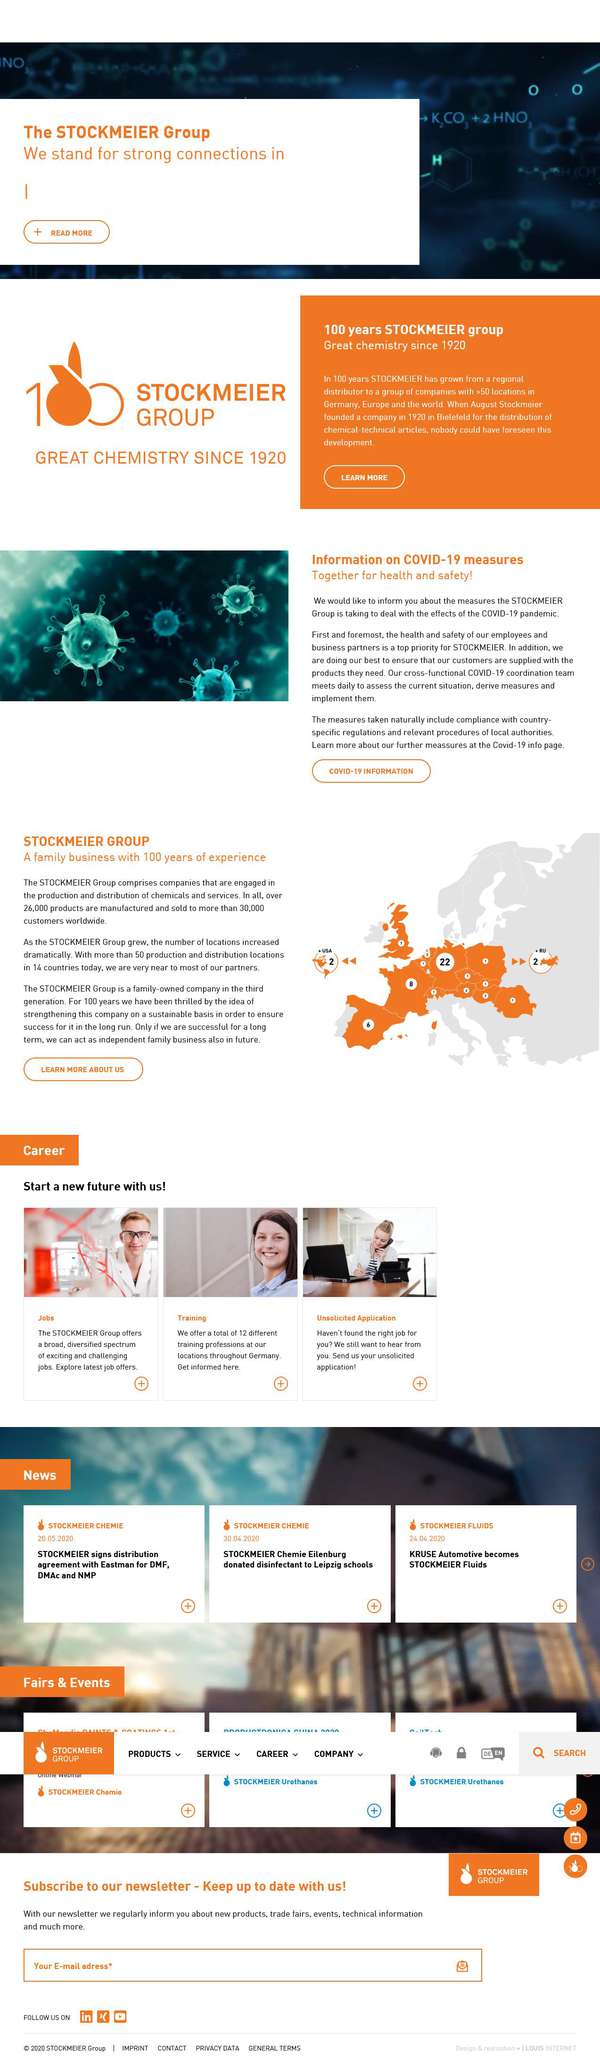 The STOCKMEIER Group
We stand for strong connections in
READ MORE
K2CO3 + 2 HNO3
H
O O
100 STOCKMEIER
GROUP
GREAT CHEMISTRY SINCE 1920
100 years STOCKMEIER group
Great chemistry since 1920
In 100 years STOCKMEIER has grown from a regional
distributor to a group of companies with >50 locations in
Germany, Europe and the world. When August Stockmeier
founded a company in 1920 in Bielefeld for the distribution of
chemical-technical articles, nobody could have foreseen this
development.
LEARN MORE
Information on COVID-19 measures
Together for health and safety!
We would like to inform you about the measures the STOCKMEIER
Group is taking to deal with the effects of the COVID-19 pandemic.
First and foremost, the health and safety of our employees and
business partners is a top priority for STOCKMEIER. In addition, we
are doing our best to ensure that our customers are supplied with the
products they need. Our cross-functional COVID-19 coordination team
meets daily to assess the current situation, derive measures and
implement them.
The measures taken naturally include compliance with country-
specific regulations and relevant procedures of local authorities.
Learn more about our further meassures at the Covid-19 info page.
COVID-19 INFORMATION
STOCKMEIER GROUP
A family business with 100 years of experience
The STOCKMEIER Group comprises companies that are engaged in
the production and distribution of chemicals and services. In all, over
26,000 products are manufactured and sold to more than 30,000
customers worldwide.
As the STOCKMEIER Group grew, the number of locations increased
dramatically. With more than 50 production and distribution locations
in 14 countries today, we are very near to most of our partners.
The STOCKMEIER Group is a family-owned company in the third
generation. For 100 years we have been thrilled by the idea of
strengthening this company on a sustainable basis in order to ensure
success for it in the long run. Only if we are successful for a long
term, we can act as independent family business also in future.
LEARN MORE ABOUT US
USA
2
22
8
6
RU
2
Career
Start a new future with us!
Jobs
The STOCKMEIER Group offers
a broad, diversified spectrum
of exciting and challenging
jobs. Explore latest job offers.
Training
We offer a total of 12 different
training professions at our
locations throughout Germany.
Get informed here.
Unsolicited Application
Haven't found the right job for
you? We still want to hear from
you. Send us your unsolicited
application!
News
STOCKMEIER CHEMIE
20.05.2020
STOCKMEIER signs distribution
agreement with Eastman for DMF,
DMAc and NMP
STOCKMEIER CHEMIE
30.04.2020
STOCKMEIER Chemie Eilenburg
donated disinfectant to Leipzig schools
STOCKMEIER FLUIDS
24.04.2020
KRUSE Automotive becomes
STOCKMEIER Fluids
Fairs & Events
STOCKMEIER
GROUP
PRODUCTS
SERVICE
CAREER
COMPANY
DE EN
SEARCH
Online Webinar
STOCKMEIER Chemie
STOCKMEIER Urethanes
STOCKMEIER Urethanes
STOCKMEIER
GROUP
Subscribe to our newsletter - Keep up to date with us!
With our newsletter we regularly inform you about new products, trade fairs, events, technical information
and much more.
Your E-mail adress*
FOLLOW US ON
© 2020 STOCKMEIER Group | IMPRINT CONTACT PRIVACY DATA GENERAL TERMS
Design & realization = | LOUIS INTERNET